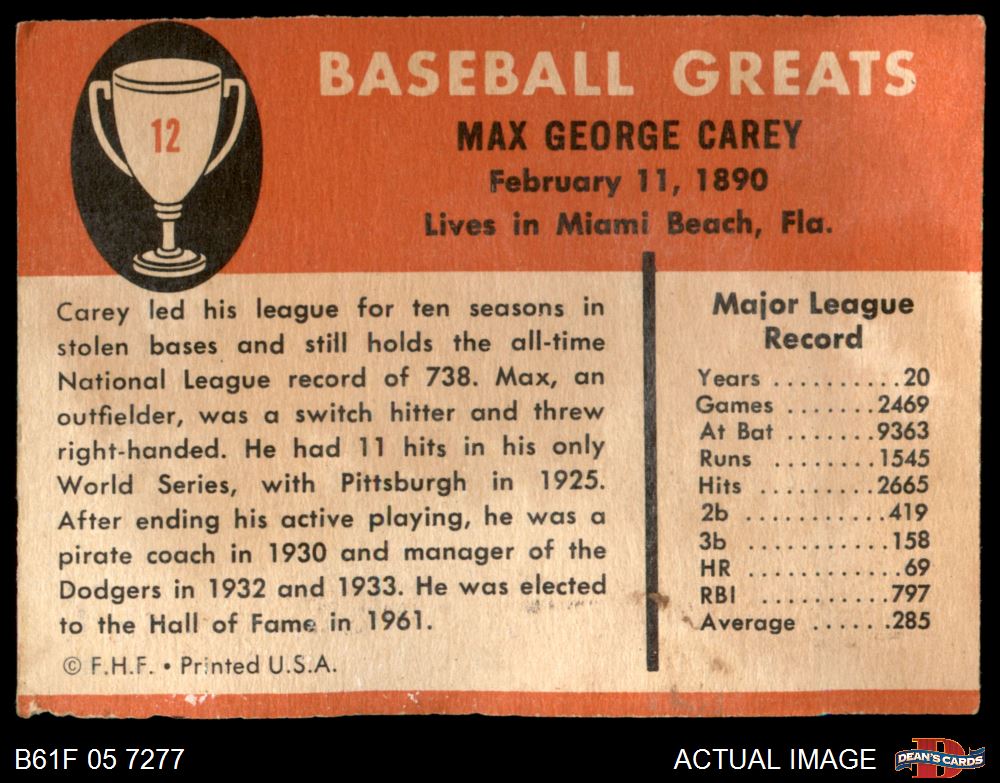 12
BASEBALL GREATS
MAX GEORGE CAREY
February 11, 1890
Lives in Miami Beach, Fla.
Carey led his league for ten seasons in
stolen bases and still holds the all-time
National League record of 738. Max, an
outfielder, was a switch hitter and threw
right-handed. He had 11 hits in his only
World Series, with Pittsburgh in 1925.
After ending his active playing, he was a
pirate coach in 1930 and manager of the
Dodgers in 1932 and 1933. He was elected
to the Hall of Fame in 1961.
© F.H.F. • Printed U.S.A.
Major League
Record
Years ..........20
Games .......2469
At Bat .......9363
Runs ........1545
Hits .........2665
2b ...........419
3b ...........158
HR ............69
RBI ..........797
Average ......285
B61F 05 7277
ACTUAL IMAGE
D
DEAN'S CARDS